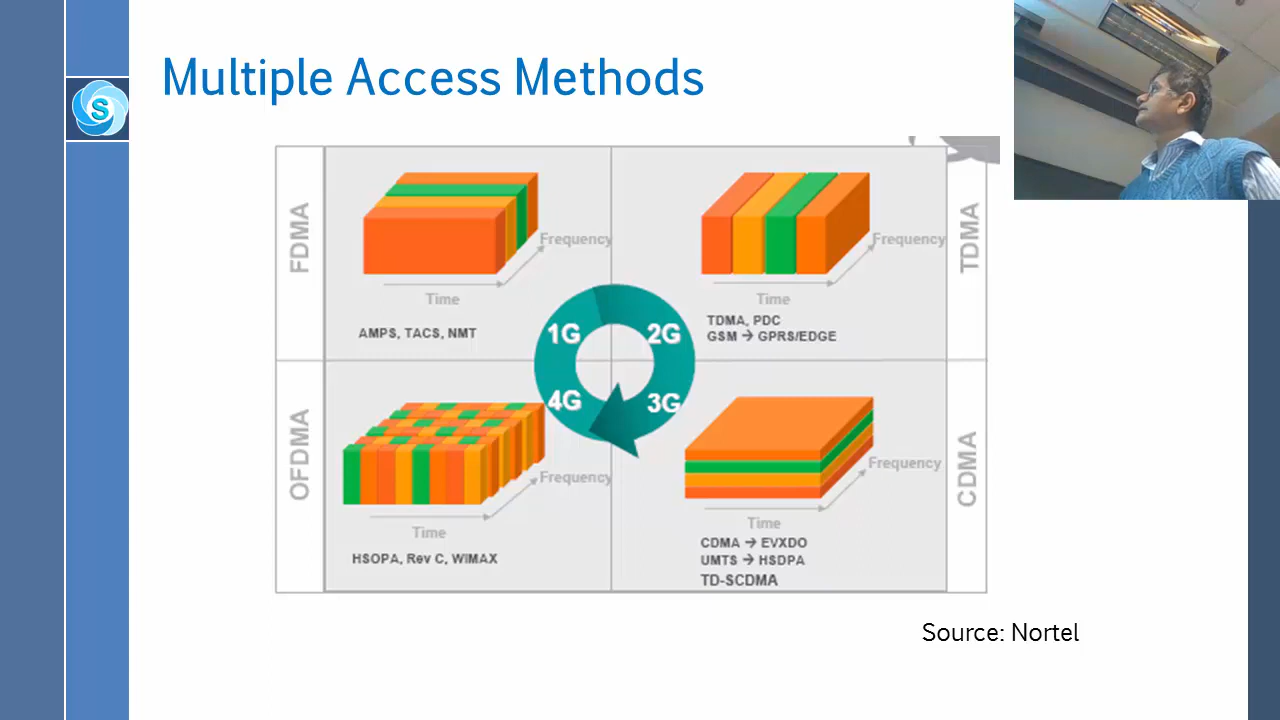 Multiple Access Methods
S
FDMA
Frequency
Time
AMPS, TACS, NMT
TDMA
Frequency
Time
TDMA, PDC
GSM → GPRS/EDGE
1G
2G
4G
3G
OFDMA
Frequency
Time
HSOPA, Rev C, WIMAX
CDMA
Frequency
Time
CDMA → EVXDO
UMTS → HSDPA
TD-SCDMA
Source: Nortel